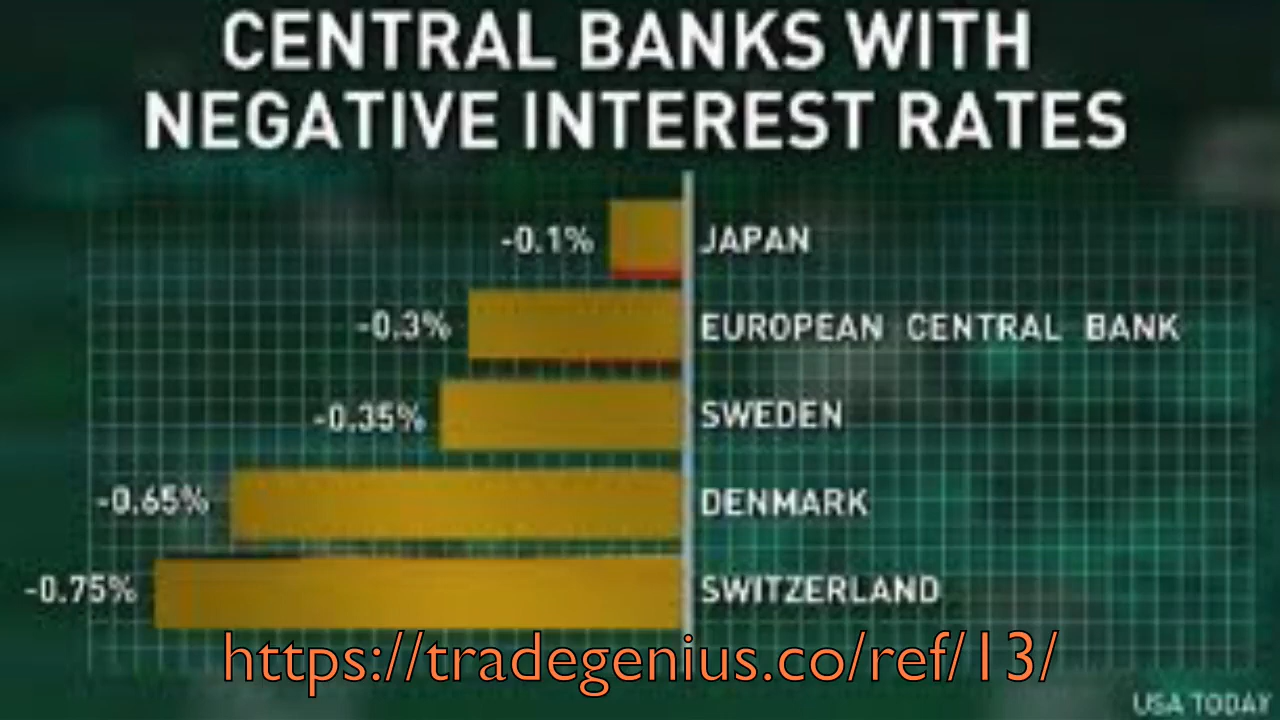 CENTRAL BANKS WITH
NEGATIVE INTEREST RATES
-0.1% JAPAN
-0.3% EUROPEAN CENTRAL BANK
-0.35% SWEDEN
-0.65% DENMARK
-0.75% SWITZERLAND
https://tradegenius.co/ref/13/
USA TODAY